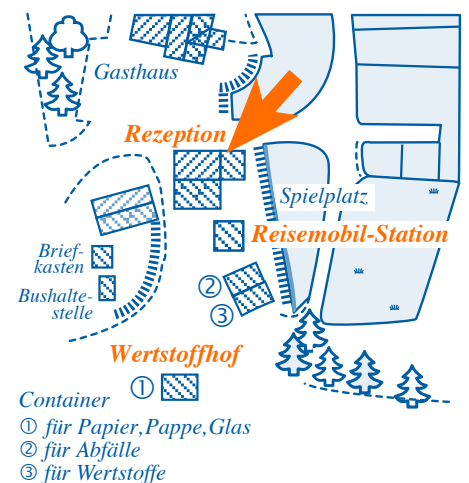 Gasthaus
Rezeption
Spielplatz
Reisemobil-Station
Brief-
kasten
Bushalte-
stelle
②
③
Wertstoffhof
①
Container
① für Papier,Pappe,Glas
② für Abfälle
③ für Wertstoffe